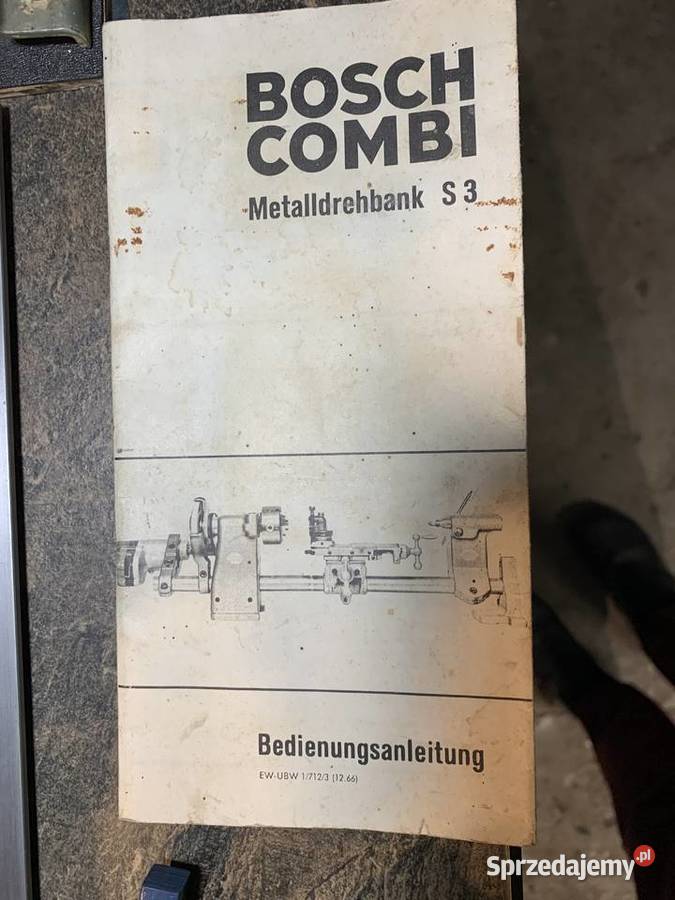 BOSCH
COMBI
Metalldrehbank S 3
Bedienungsanleitung
EW-UBW 1/712/3 (12.66)
Sprzedajemy.pl